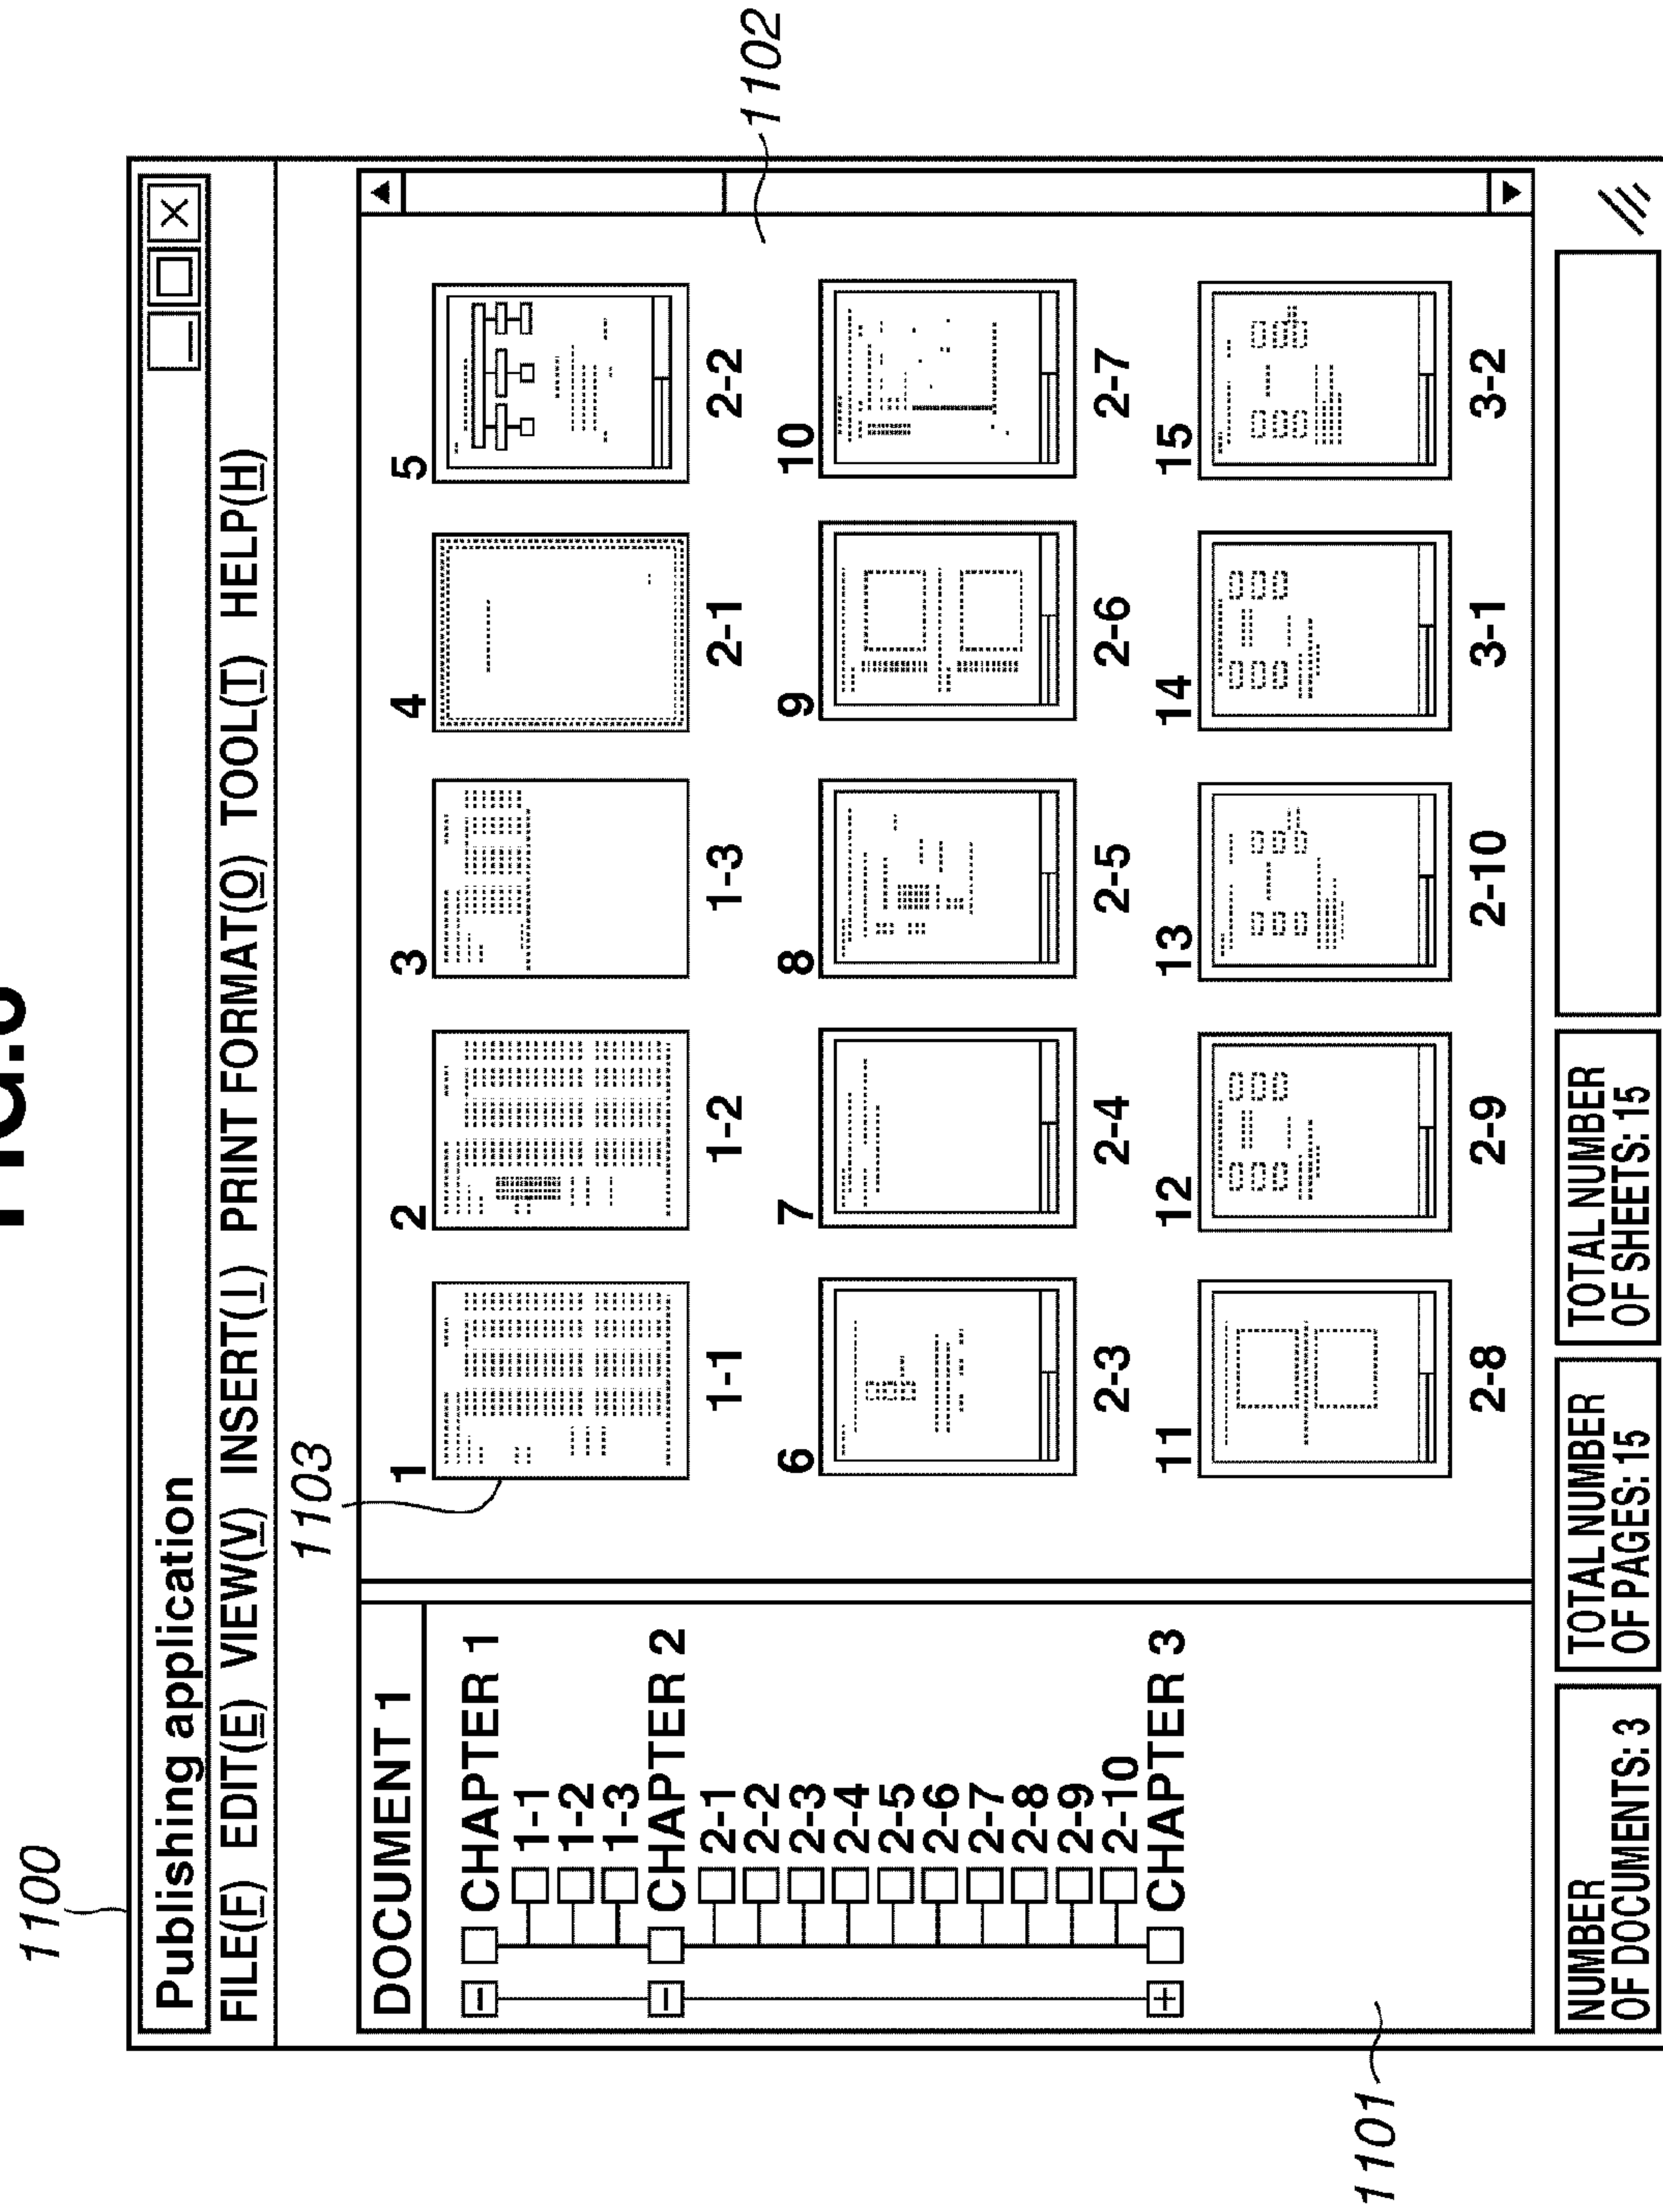 1100
Publishing application
FILE(F) EDIT(E) VIEW(V) INSERT(I) PRINT FORMAT(O) TOOL(T) HELP(H)
1103
DOCUMENT 1
CHAPTER 1
1-1
1-2
1-3
CHAPTER 2
2-1
2-2
2-3
2-4
2-5
2-6
2-7
2-8
2-9
2-10
CHAPTER 3
1 2 3 4 5
1-1 1-2 1-3 2-1 2-2
1102
6 7 8 9 10
2-3 2-4 2-5 2-6 2-7
11 12 13 14 15
2-8 2-9 2-10 3-1 3-2
1101
NUMBER
OF DOCUMENTS: 3
TOTAL NUMBER
OF PAGES: 15
TOTAL NUMBER
OF SHEETS: 15